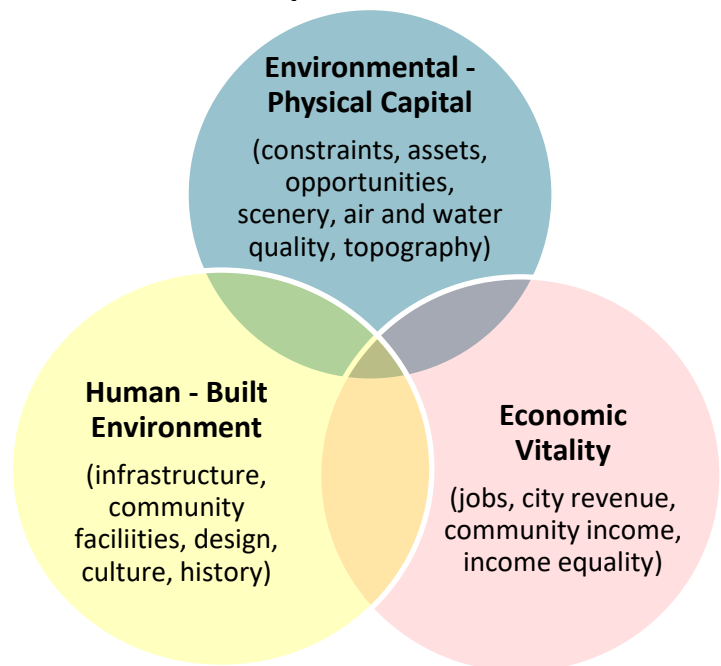 Environmental -
Physical Capital
(constraints, assets,
opportunities,
scenery, air and water
quality, topography)
Human - Built
Environment
(infrastructure,
community
faciliities, design,
culture, history)
Economic
Vitality
(jobs, city revenue,
community income,
income equality)